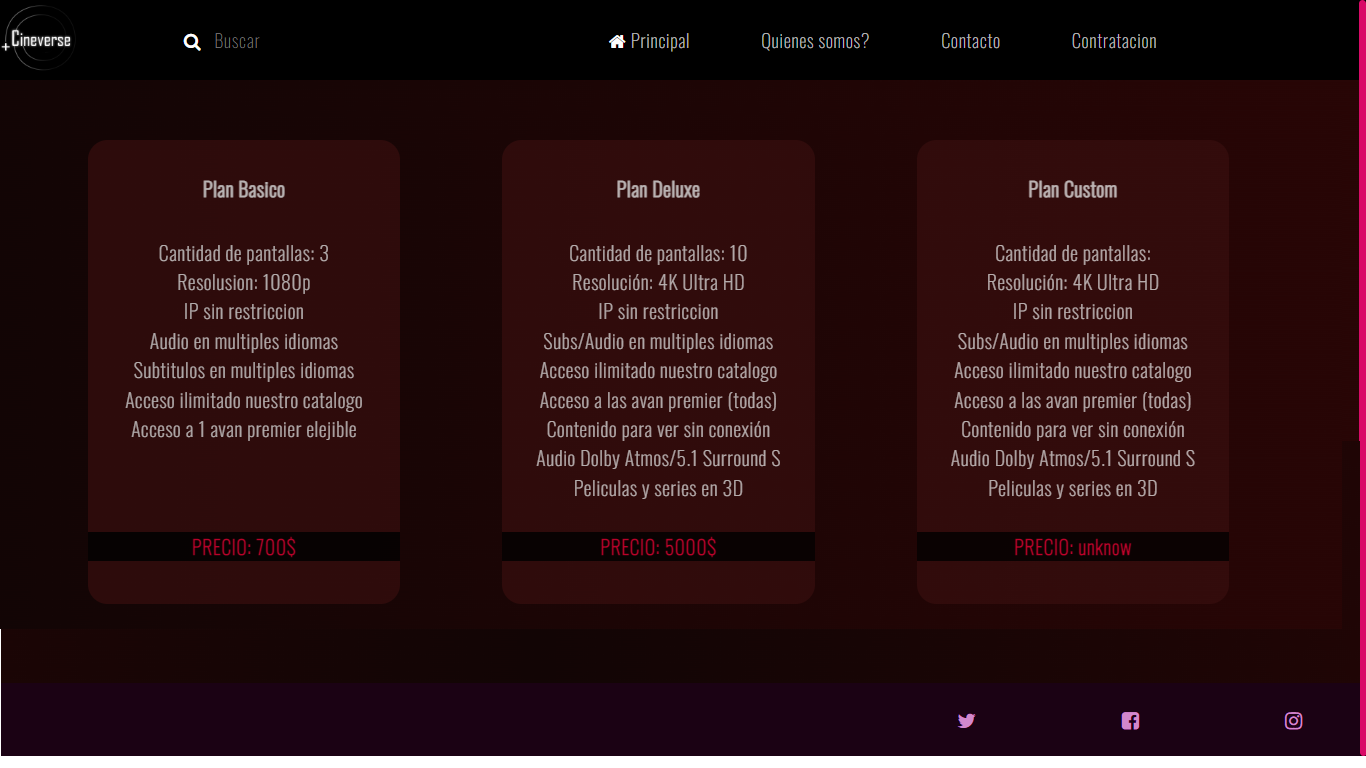 +Cineverse
Buscar
Principal
Quienes somos?
Contacto
Contratacion
Plan Basico
Cantidad de pantallas: 3
Resolusion: 1080p
IP sin restriccion
Audio en multiples idiomas
Subtitulos en multiples idiomas
Acceso ilimitado nuestro catalogo
Acceso a 1 avan premier elejible
PRECIO: 700$
Plan Deluxe
Cantidad de pantallas: 10
Resolución: 4K Ultra HD
IP sin restriccion
Subs/Audio en multiples idiomas
Acceso ilimitado nuestro catalogo
Acceso a las avan premier (todas)
Contenido para ver sin conexión
Audio Dolby Atmos/5.1 Surround S
Peliculas y series en 3D
PRECIO: 5000$
Plan Custom
Cantidad de pantallas:
Resolución: 4K Ultra HD
IP sin restriccion
Subs/Audio en multiples idiomas
Acceso ilimitado nuestro catalogo
Acceso a las avan premier (todas)
Contenido para ver sin conexión
Audio Dolby Atmos/5.1 Surround S
Peliculas y series en 3D
PRECIO: unknow